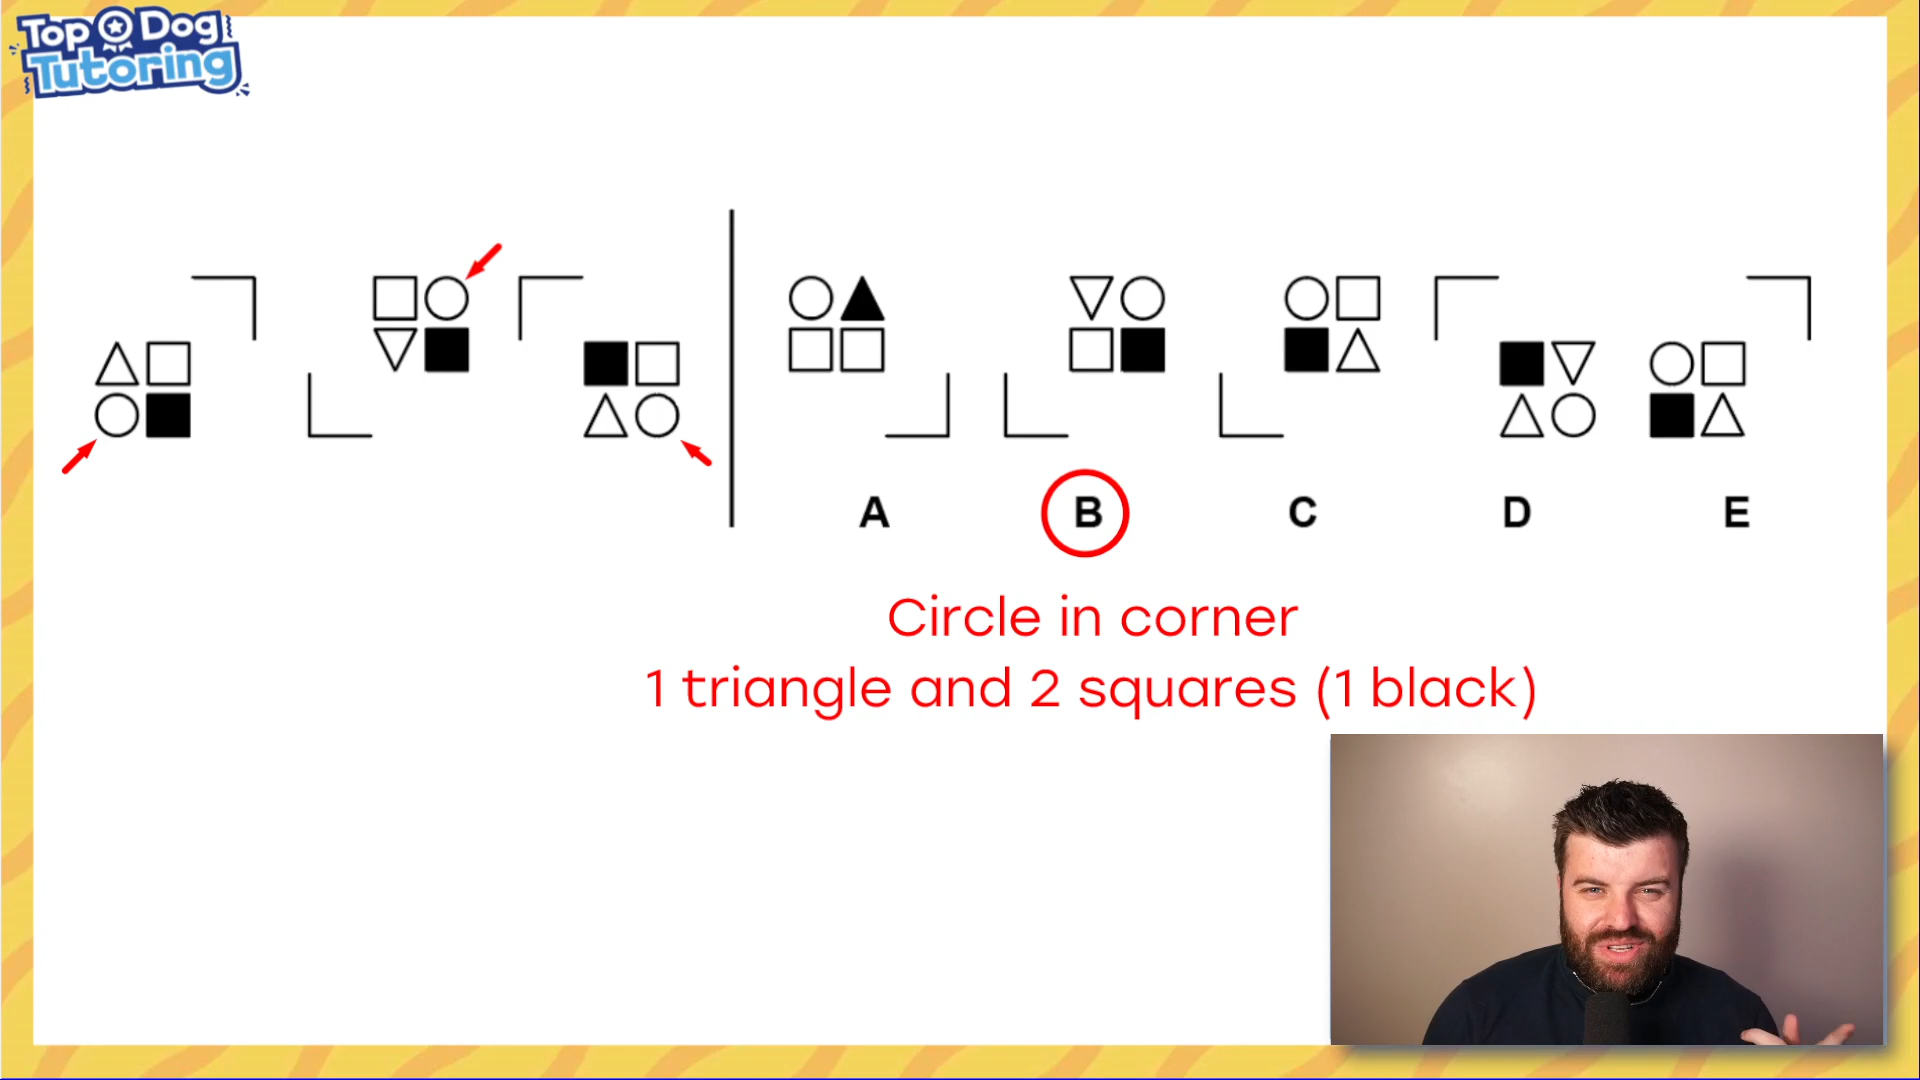 Top Dog
Tutoring
A B C D E
Circle in corner
1 triangle and 2 squares (1 black)